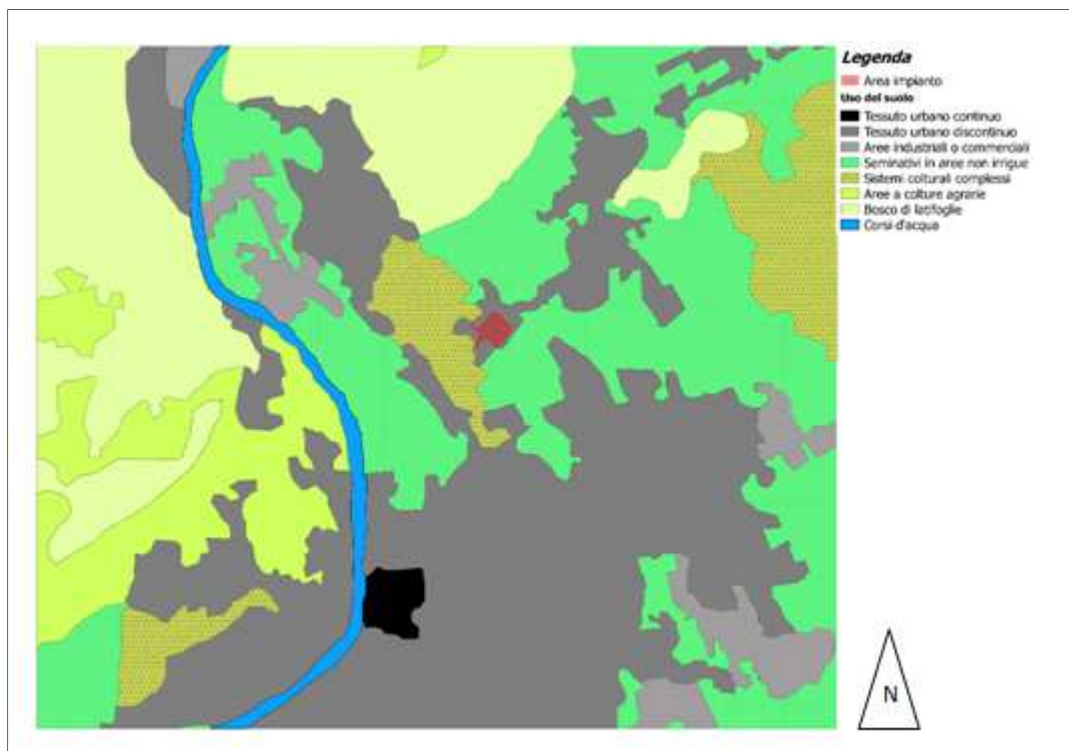 Legenda
Area impianto
Uso del suolo
Tessuto urbano continuo
Tessuto urbano discontinuo
Aree industriali o commerciali
Seminativi in aree non irrigue
Sistemi colturali complessi
Aree a colture agrarie
Bosco di latifoglie
Corsi d'acqua
N